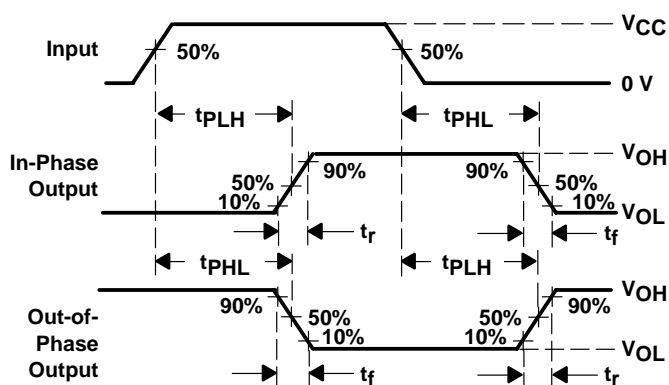 Input
50%
50%
VCC
0 V
tPLH
tPHL
In-Phase
Output
50%
10%
90%
90%
50%
10%
VOH
VOL
tr
tf
tPHL
tPLH
Out-of-
Phase
Output
90%
50%
10%
50%
10%
90%
VOH
VOL
tf
tr